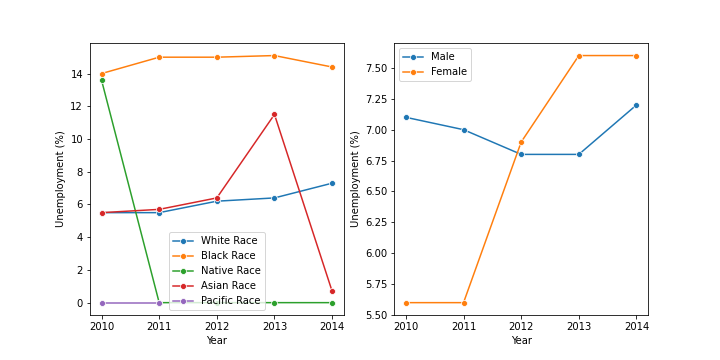 14
12
10
8
6
4
2
0
Unemployment (%)
White Race
Black Race
Native Race
Asian Race
Pacific Race
2010 2011 2012 2013 2014
Year
7.50
7.25
7.00
6.75
6.50
6.25
6.00
5.75
5.50
Unemployment (%)
Male
Female
2010 2011 2012 2013 2014
Year